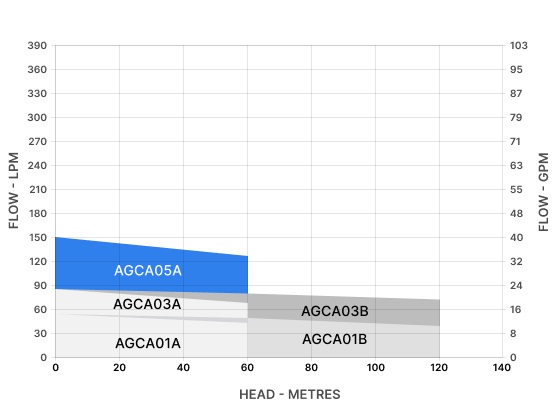 390 103
360 95
330 87
300 79
270 71
240 63
210 55
180 48
150 40
120 32
90 24
60 16
30 8
0 0
FLOW - LPM
FLOW - GPM
AGCA05A
AGCA03A
AGCA03B
AGCA01A
AGCA01B
0 20 40 60 80 100 120 140
HEAD - METRES